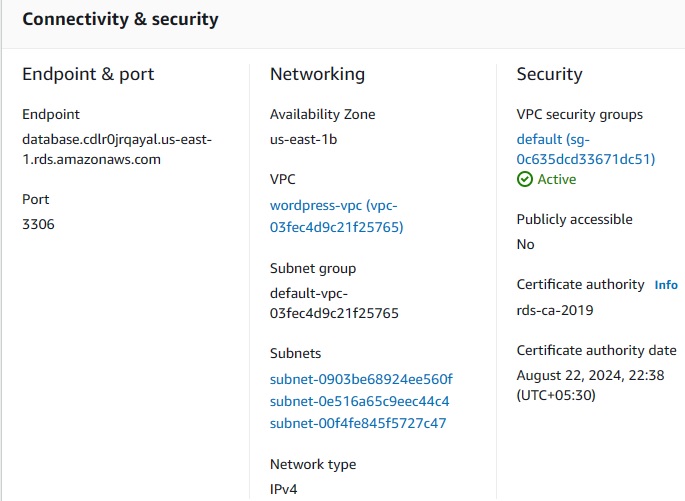 Connectivity & security
Endpoint & port
Endpoint
database.cdlr0jrqayal.us-east-
1.rds.amazonaws.com
Port
3306
Networking
Availability Zone
us-east-1b
VPC
wordpress-vpc (vpc-
03fec4d9c21f25765)
Subnet group
default-vpc-
03fec4d9c21f25765
Subnets
subnet-0903be68924ee560f
subnet-0e516a65c9eec44c4
subnet-00f4fe845f5727c47
Network type
IPv4
Security
VPC security groups
default (sg-
0c635dcd33671dc51)
Active
Publicly accessible
No
Certificate authority Info
rds-ca-2019
Certificate authority date
August 22, 2024, 22:38
(UTC+05:30)